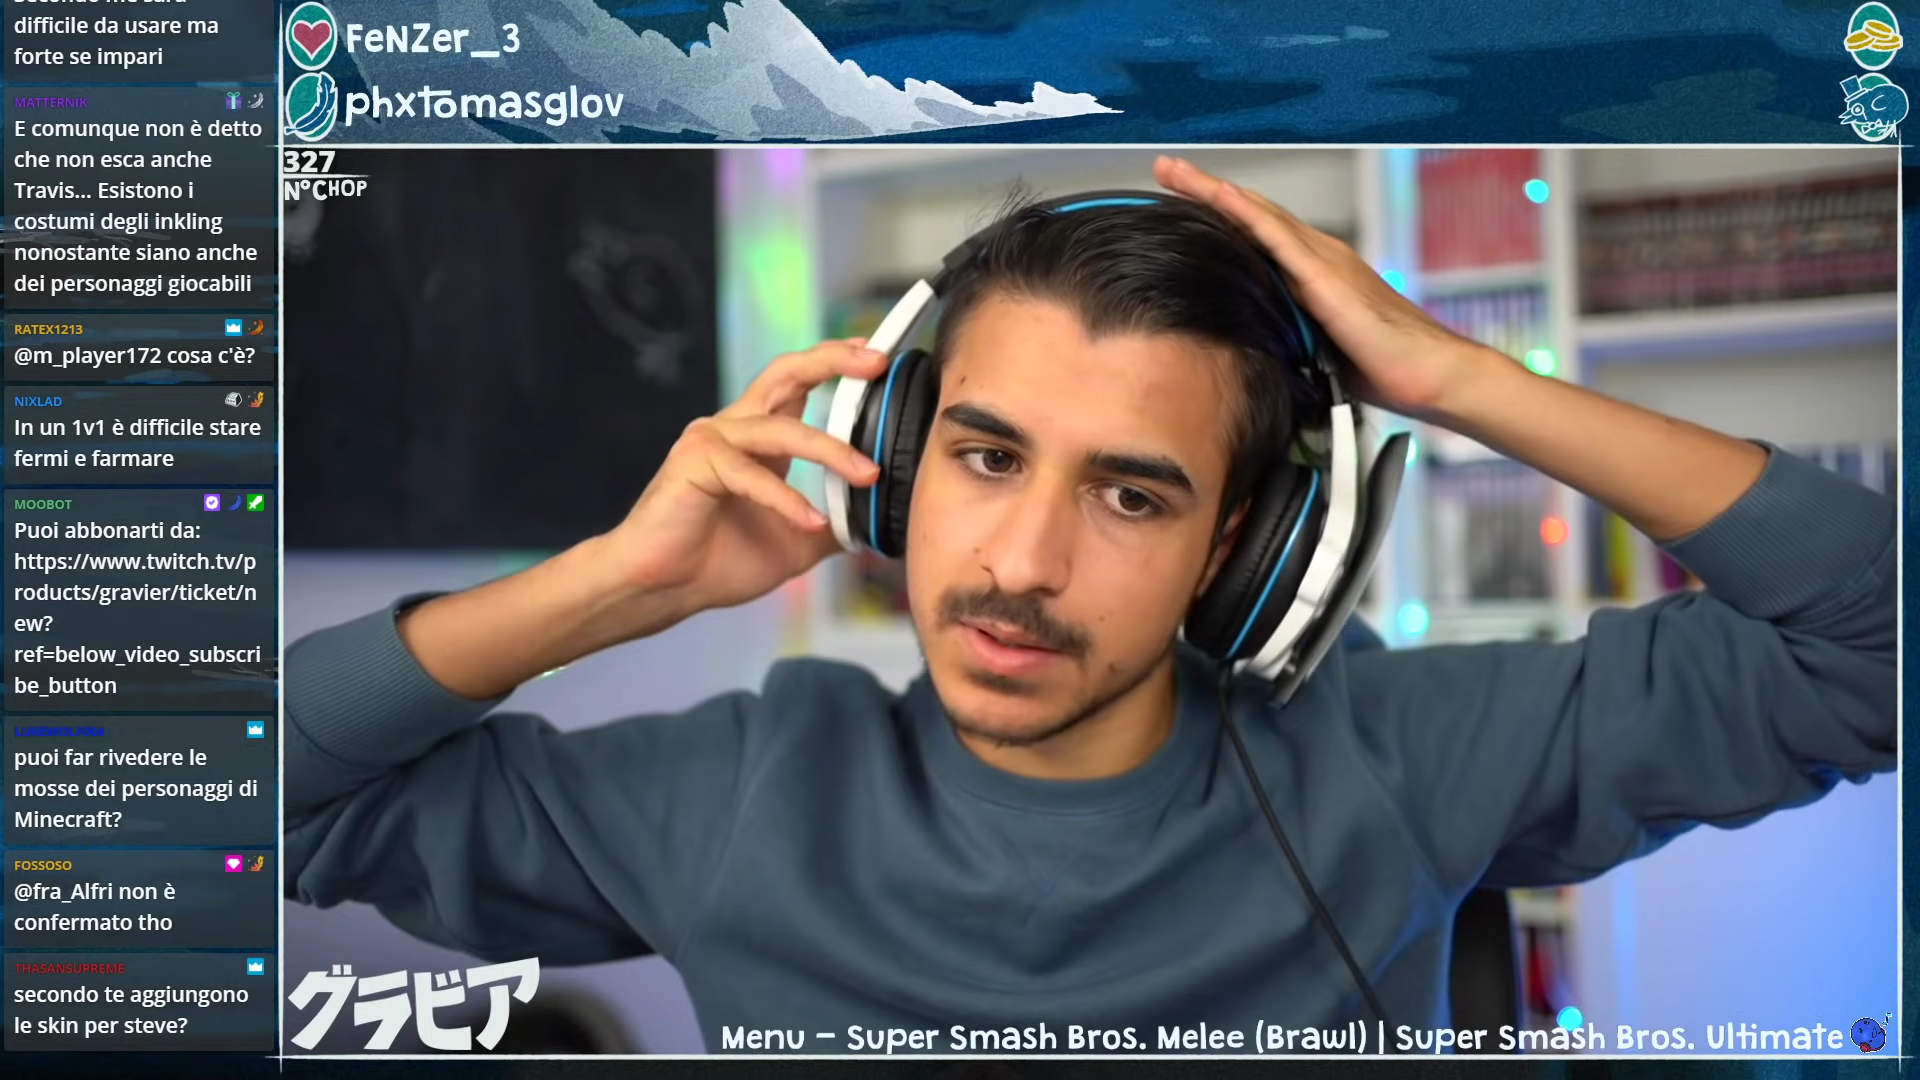 difficile da usare ma
forte se impari
MATTERNIK
E comunque non è detto
che non esca anche
Travis... Esistono i
costumi degli inkling
nonostante siano anche
dei personaggi giocabili
RATEX1213
@m_player172 cosa c'è?
NIXLAD
In un 1v1 è difficile stare
fermi e farmare
MOOBOT
Puoi abbonarti da:
https://www.twitch.tv/p
roducts/gravier/ticket/n
ew?
ref=below_video_subscri
be_button
puoi far rivedere le
mosse dei personaggi di
Minecraft?
FOSSOSO
@fra_Alfri non è
confermato tho
THASANSUPREME
secondo te aggiungono
le skin per steve?
FeNZer_3
phxtomasglov
327
N°CHOP
グラビア
Menu – Super Smash Bros. Melee (Brawl) | Super Smash Bros. Ultimate